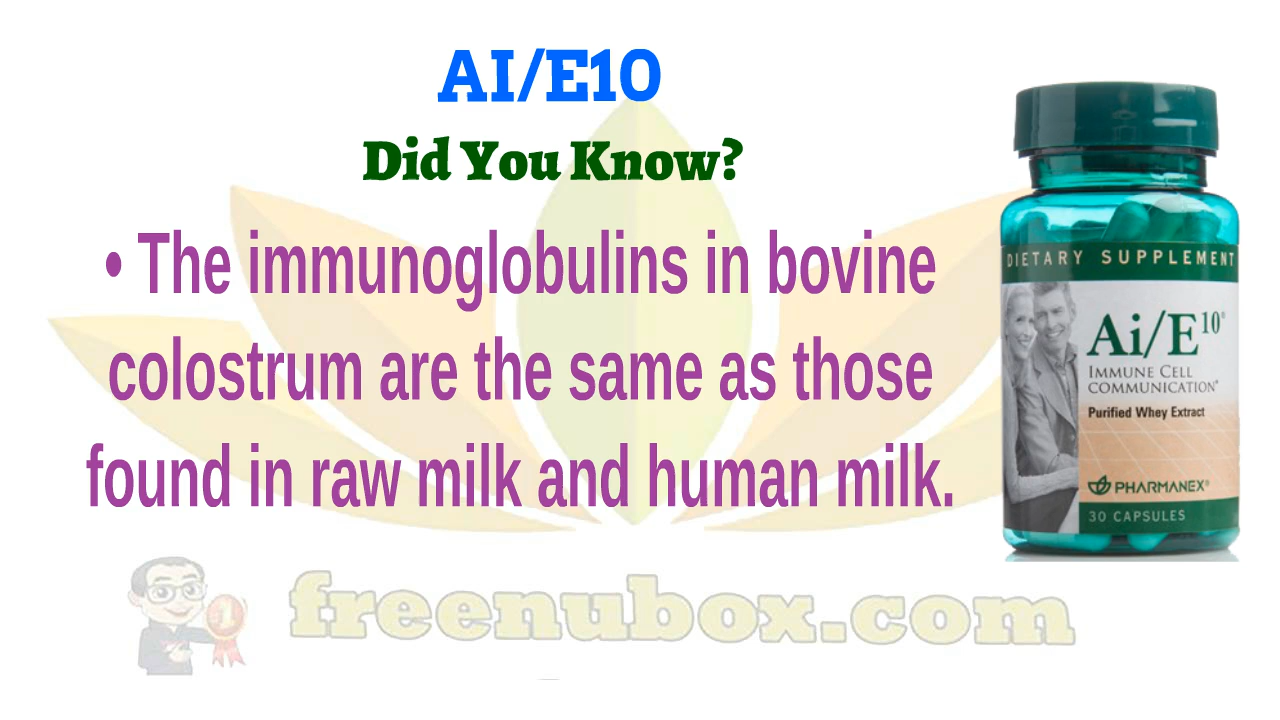 AI/E10
Did You Know?
• The immunoglobulins in bovine
colostrum are the same as those
found in raw milk and human milk.
DIETARY SUPPLEMENT
Ai/E10®
IMMUNE CELL
COMMUNICATION®
Purified Whey Extract
PHARMANEX®
30 CAPSULES
1
freenubox.com